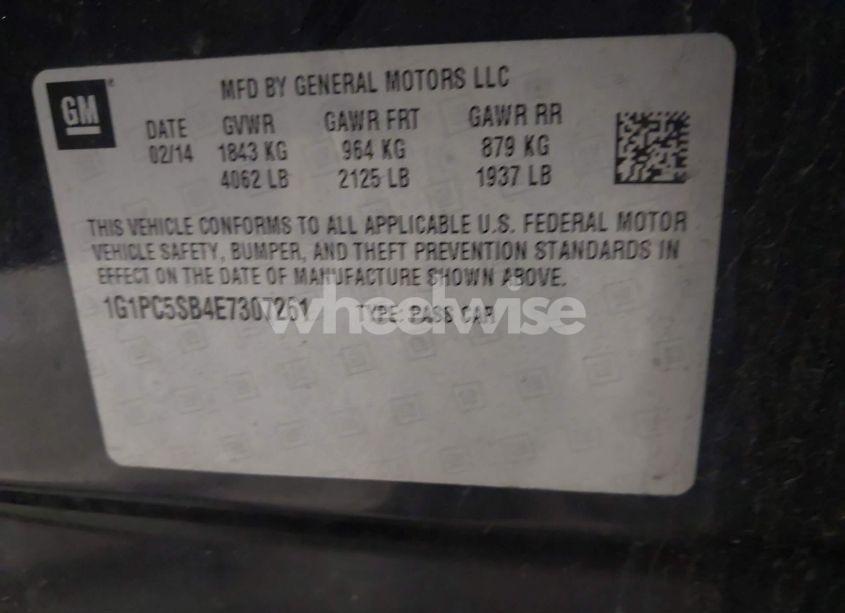 GM
MFD BY GENERAL MOTORS LLC
DATE GVWR GAWR FRT GAWR RR
02/14 1843 KG 964 KG 879 KG
4062 LB 2125 LB 1937 LB
THIS VEHICLE CONFORMS TO ALL APPLICABLE U.S. FEDERAL MOTOR
VEHICLE SAFETY, BUMPER, AND THEFT PREVENTION STANDARDS IN
EFFECT ON THE DATE OF MANUFACTURE SHOWN ABOVE.
1G1PC5SB4E7307261 TYPE: PASS CAR
wheelwise